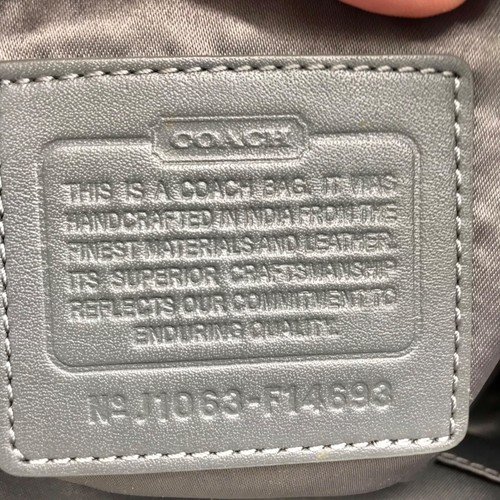 COACH
THIS IS A COACH BAG. IT WAS
HANDCRAFTED IN INDIA FROM THE
FINEST MATERIALS AND LEATHER.
ITS SUPERIOR CRAFTSMANSHIP
REFLECTS OUR COMMITMENT TO
ENDURING QUALITY.
No J1063-F14693